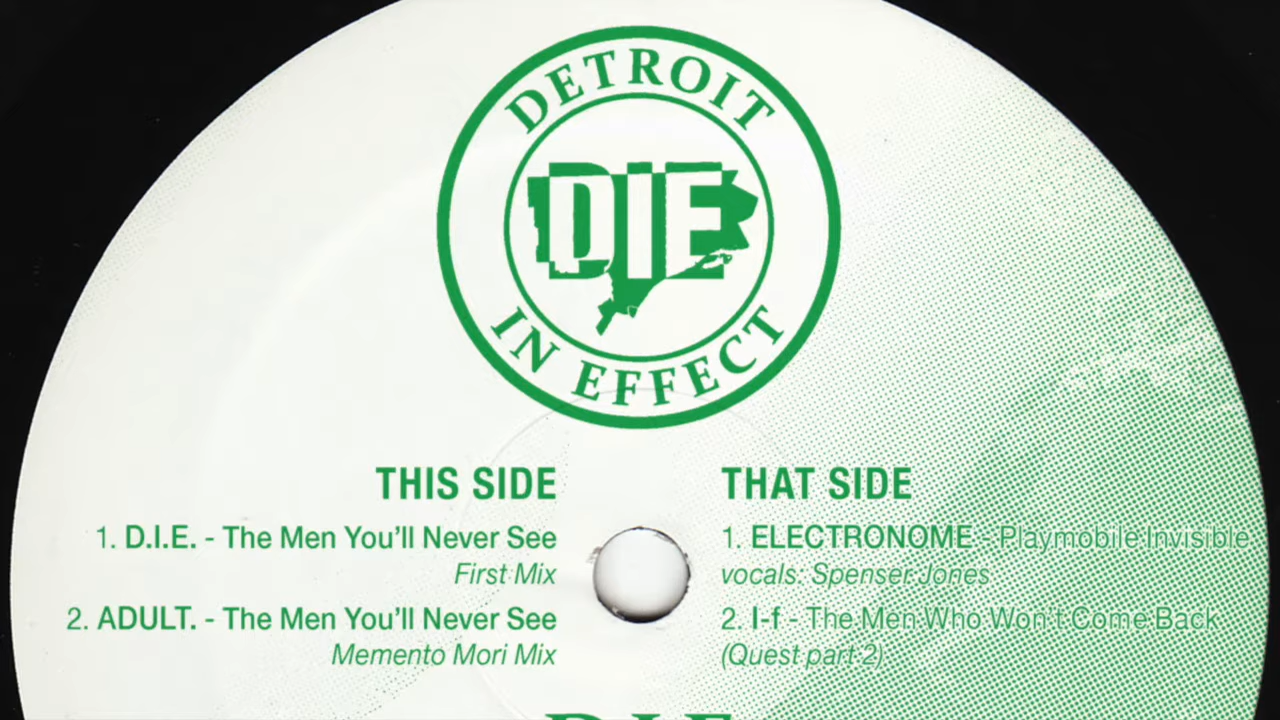 DETROIT
DIE
IN EFFECT
THIS SIDE
1. D.I.E. - The Men You'll Never See
First Mix
2. ADULT. - The Men You'll Never See
Memento Mori Mix
THAT SIDE
1. ELECTRONOME - Playmobile Invisible
vocals: Spenser Jones
2. I-f - The Men Who Won't Come Back
(Quest part 2)